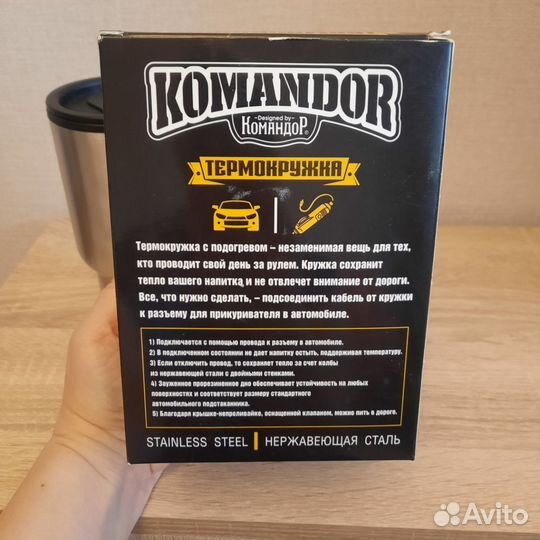 KOMANDOR
Designed by
КОМАНДОР®
ТЕРМОКРУЖКА
Термокружка с подогревом – незаменимая вещь для тех,
кто проводит свой день за рулем. Кружка сохранит
тепло вашего напитка и не отвлечет внимание от дороги.
Все, что нужно сделать, – подсоединить кабель от кружки
к разъему для прикуривателя в автомобиле.
1) Подключается с помощью провода к разъему в автомобиле.
2) В подключенном состоянии не дает напитку остыть, поддерживая температуру.
3) Если отключить провод, то сохраняет тепло за счет колбы
из нержавеющей стали с двойными стенками.
4) Зауженное прорезиненное дно обеспечивает устойчивость на любых
поверхностях и соответствует размеру стандартного
автомобильного подстаканника.
5) Благодаря крышке-непроливайке, оснащенной клапаном, можно пить в дороге.
STAINLESS STEEL | НЕРЖАВЕЮЩАЯ СТАЛЬ
Avito